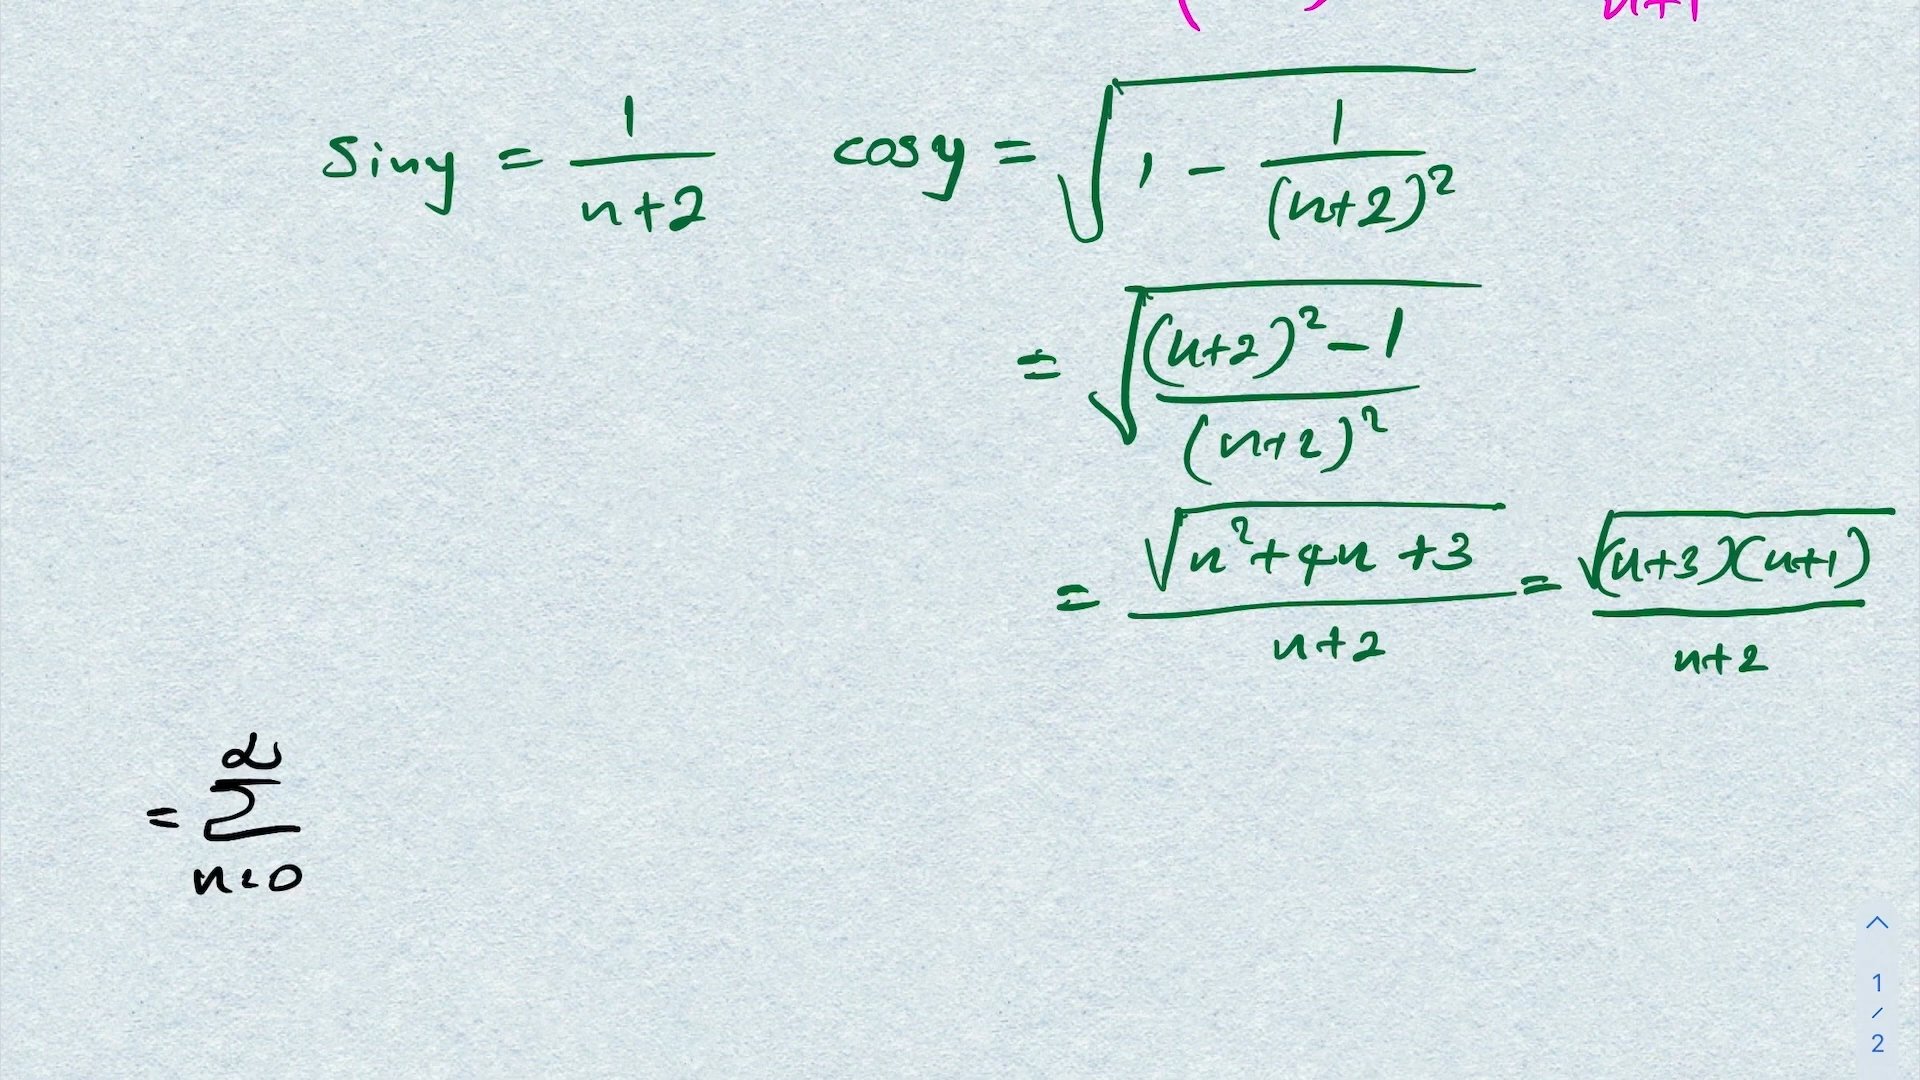 n+1
sin y = 1/(n+2) cos y = √(1 - 1/(n+2)²)
= √(((n+2)² - 1)/(n+2)²)
= √(n²+4n+3)/(n+2) = √((n+3)(n+1))/(n+2)
= ∞ Σ n=0
1 / 2